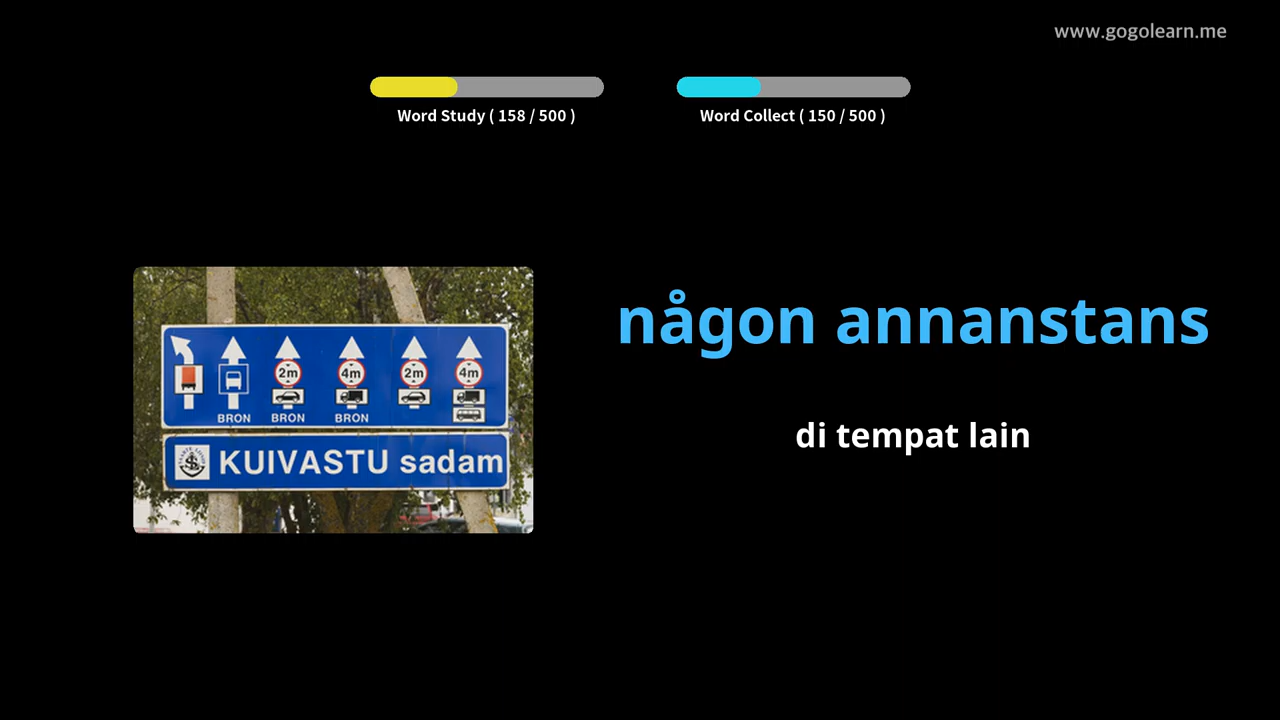 www.gogolearn.me
Word Study ( 158 / 500 )
Word Collect ( 150 / 500 )
2m
4m
2m
4m
BRON
BRON
BRON
KUIVASTU sadam
någon annanstans
di tempat lain